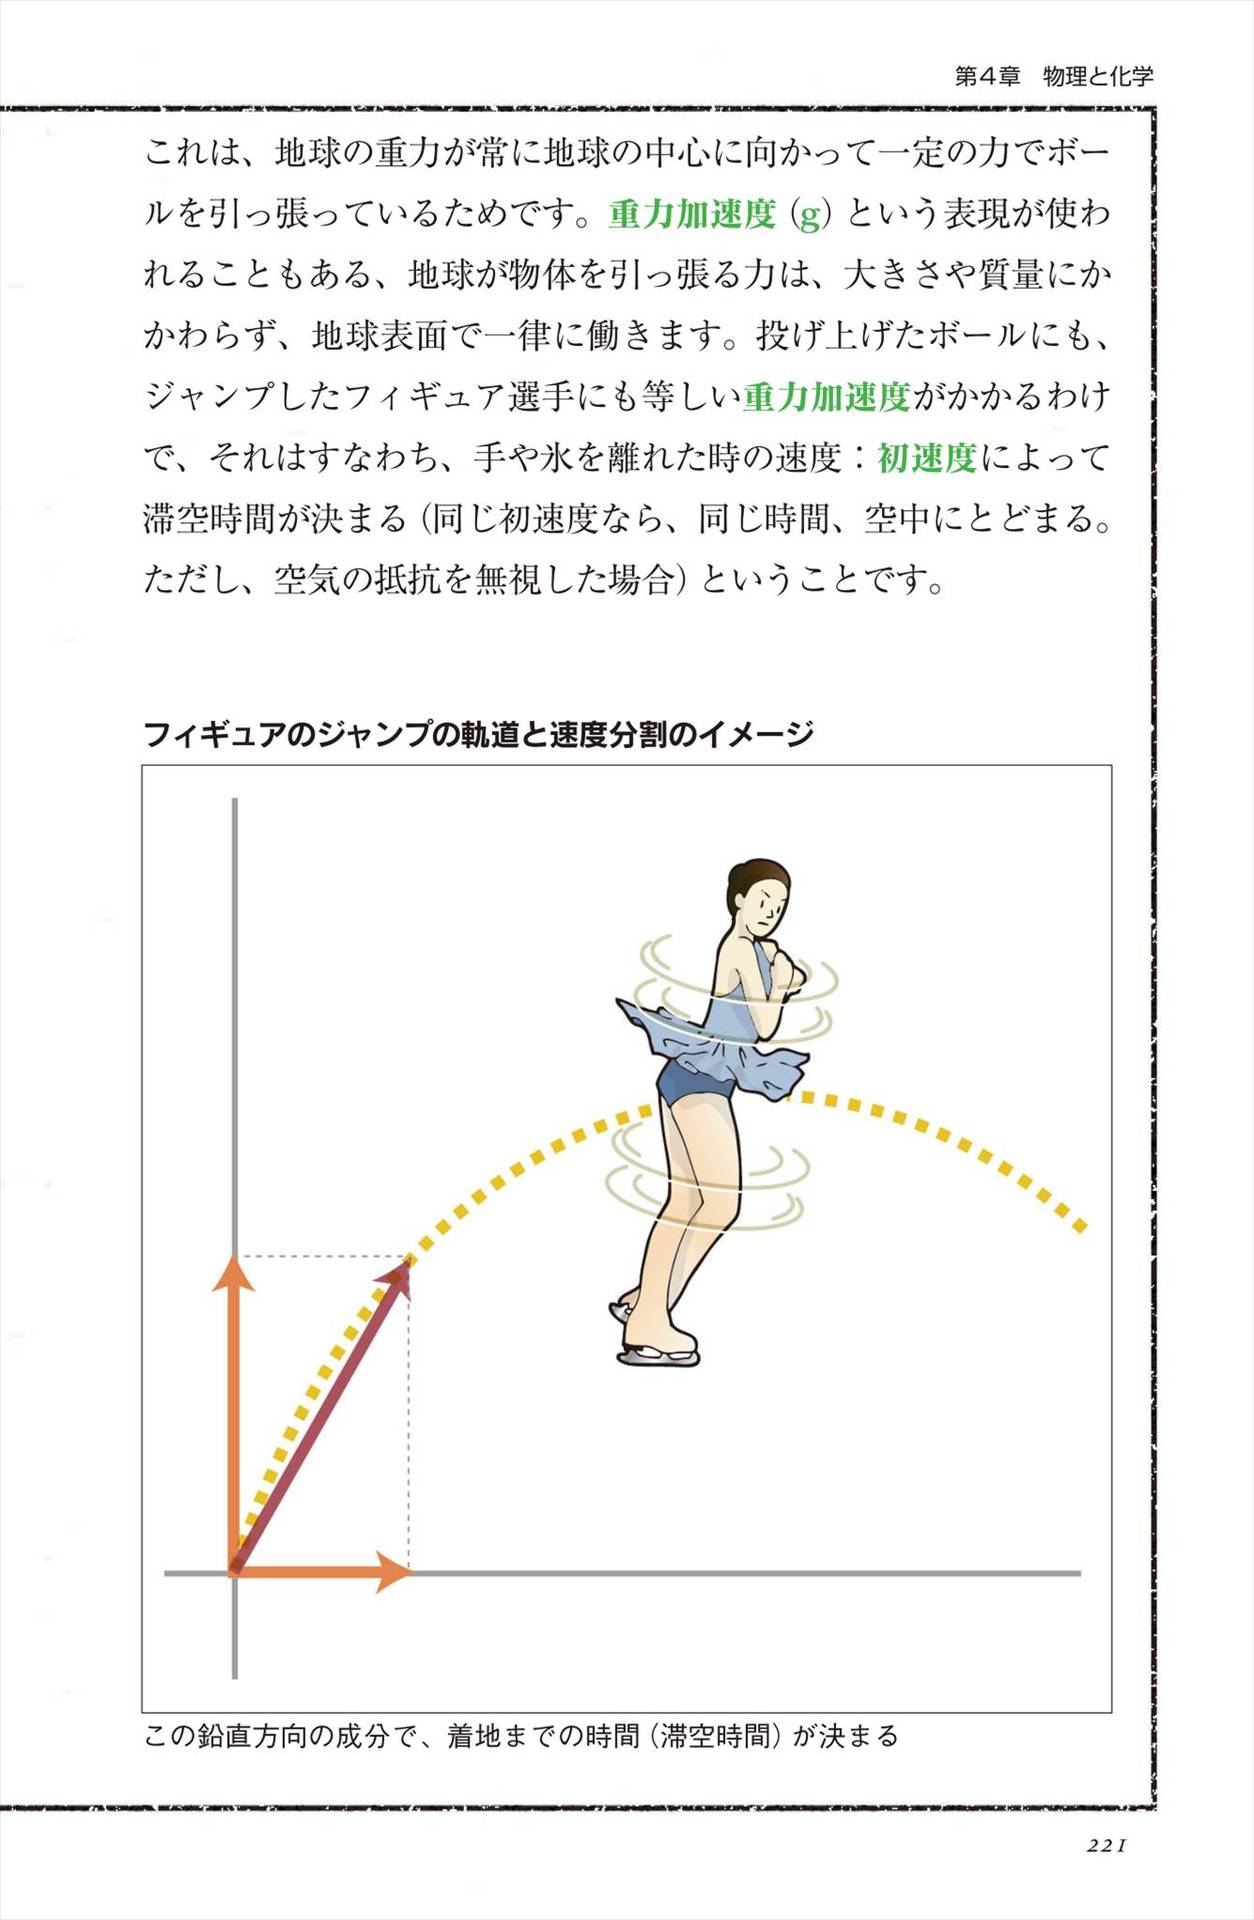 第4章　物理と化学
これは、地球の重力が常に地球の中心に向かって一定の力でボー
ルを引っ張っているためです。重力加速度（g）という表現が使わ
れることもある、地球が物体を引っ張る力は、大きさや質量にか
かわらず、地球表面で一律に働きます。投げ上げたボールにも、
ジャンプしたフィギュア選手にも等しい重力加速度がかかるわけ
で、それはすなわち、手や氷を離れた時の速度：初速度によって
滞空時間が決まる（同じ初速度なら、同じ時間、空中にとどまる。
ただし、空気の抵抗を無視した場合）ということです。
フィギュアのジャンプの軌道と速度分割のイメージ
この鉛直方向の成分で、着地までの時間（滞空時間）が決まる
221